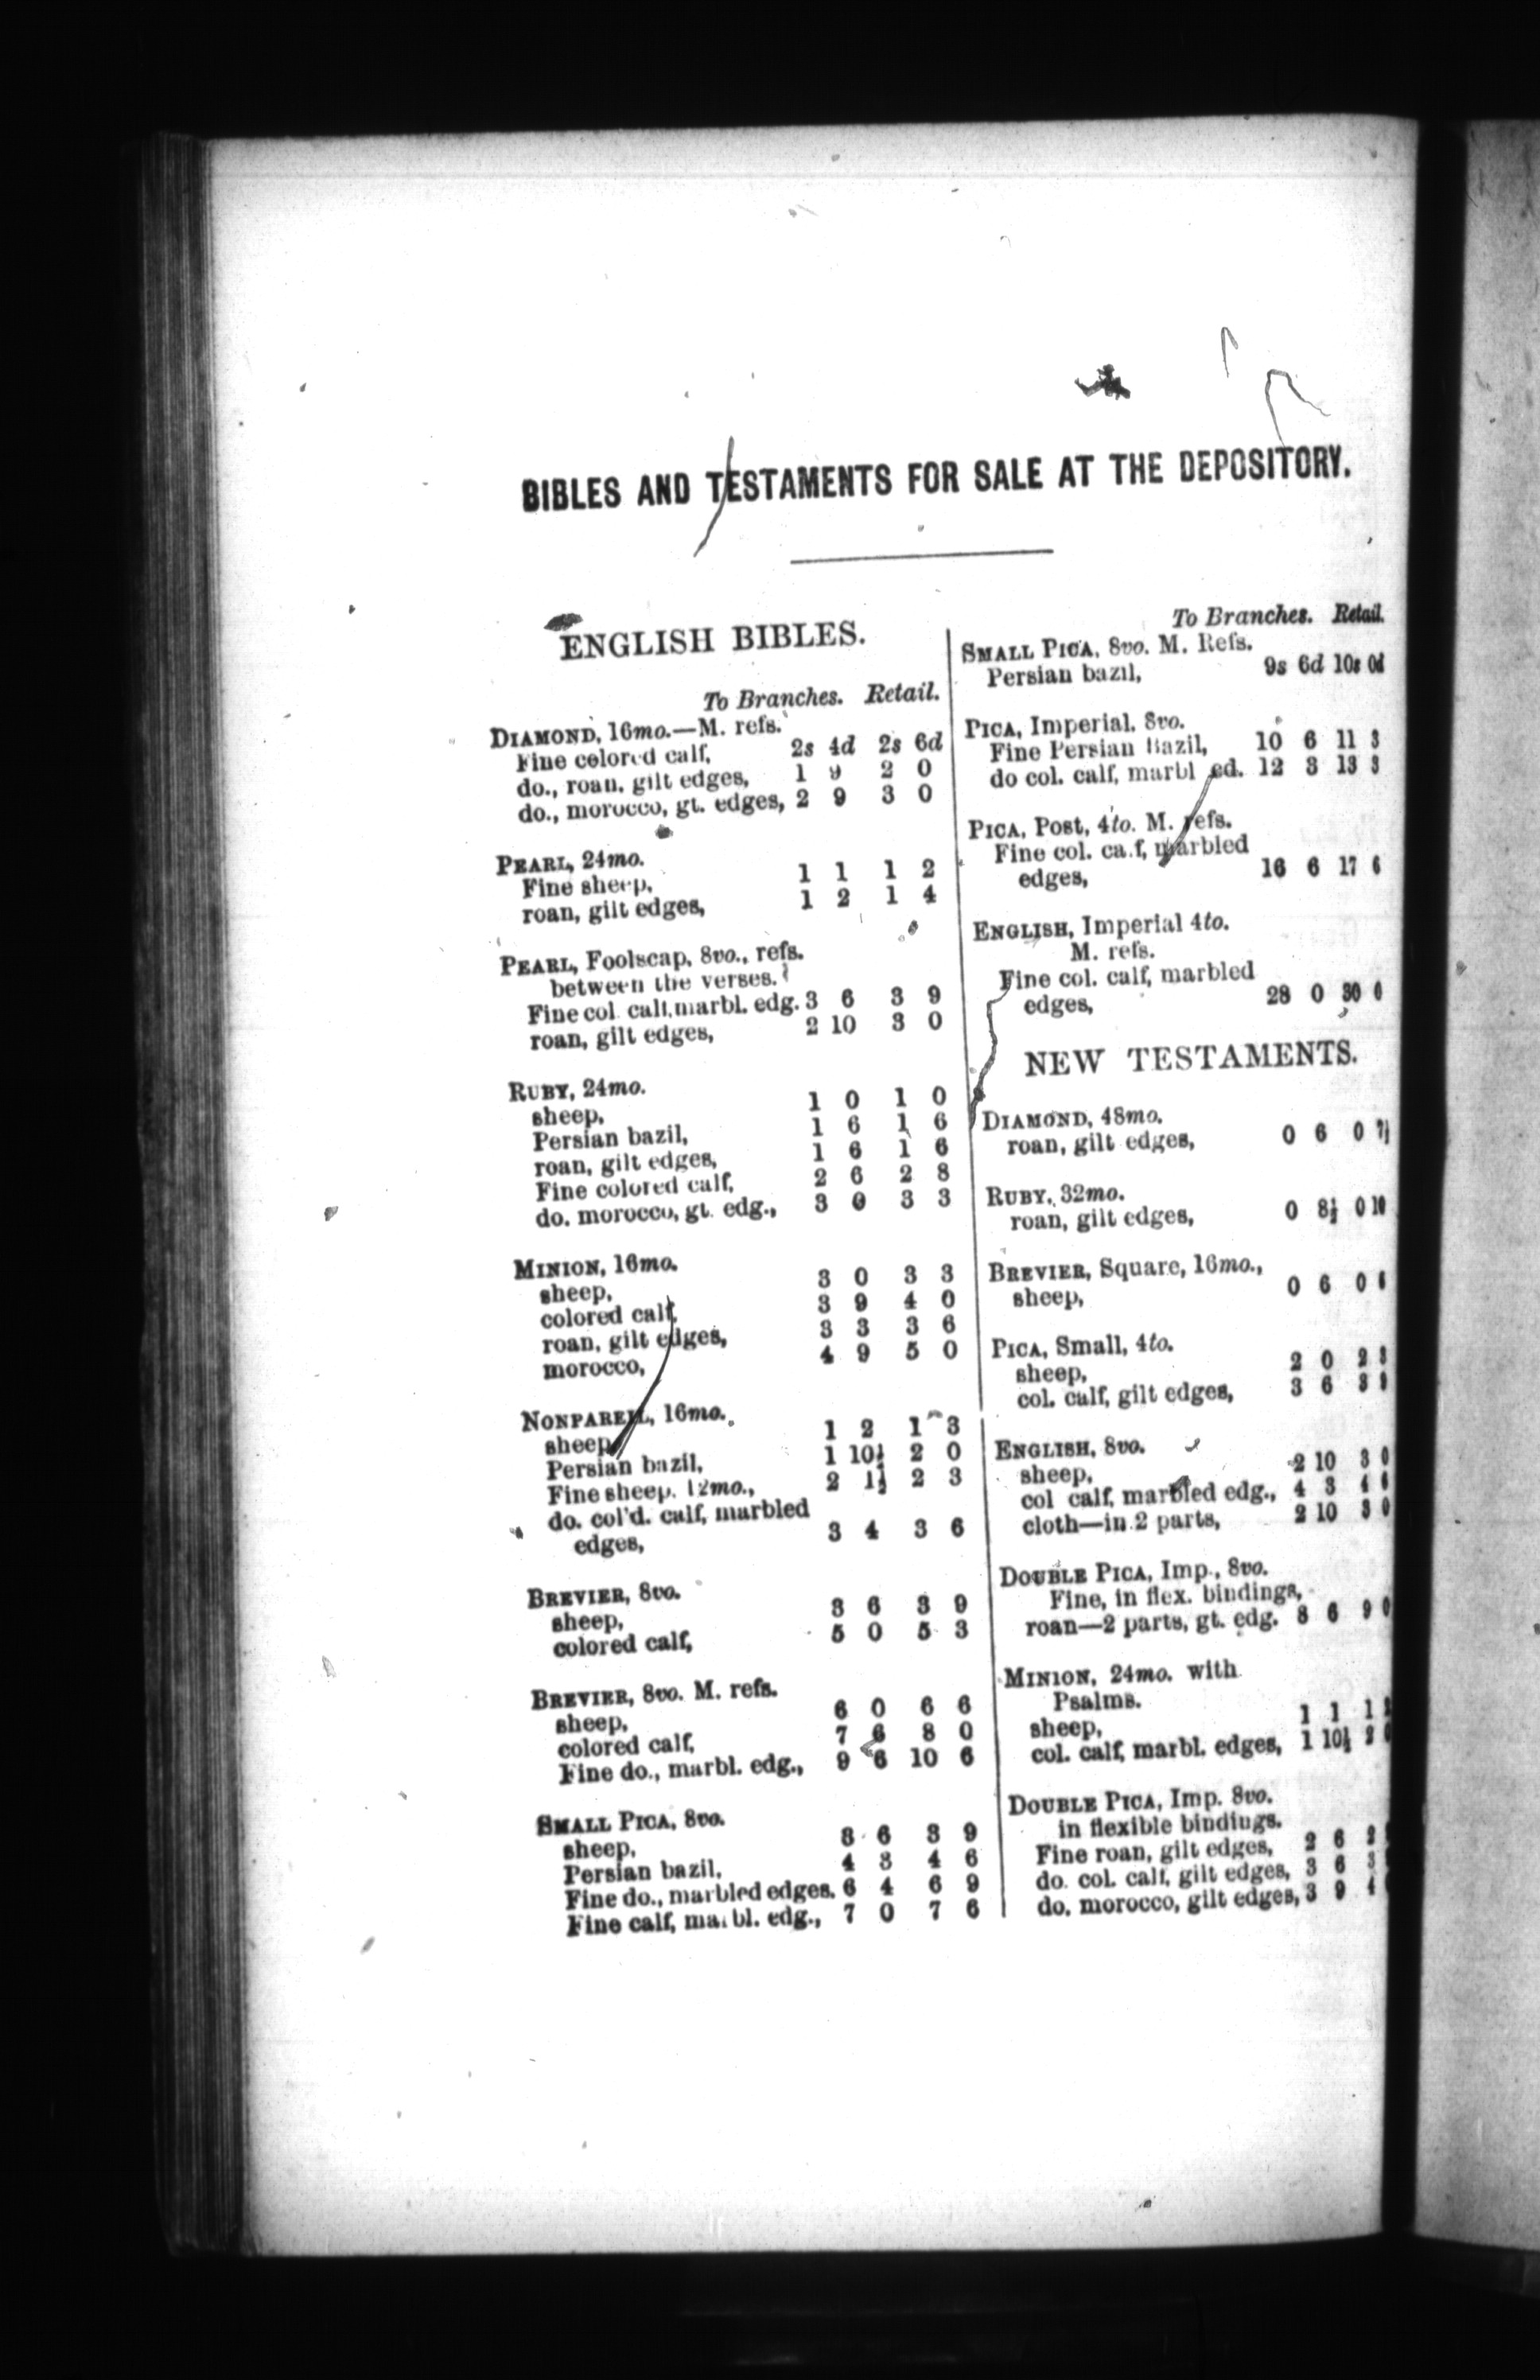 BIBLES AND TESTAMENTS FOR SALE AT THE DEPOSITORY.
ENGLISH BIBLES.
To Branches. Retail.
DIAMOND, 16mo.—M. refs.
Fine colored calf, 2s 4d 2s 6d
do., roan, gilt edges, 1 9 2 0
do., morocco, gt. edges, 2 9 3 0
PEARL, 24mo.
Fine sheep, 1 1 1 2
roan, gilt edges, 1 2 1 4
PEARL, Foolscap, 8vo., refs.
between the verses.
Fine col. calf, marbl. edg. 3 6 3 9
roan, gilt edges, 2 10 3 0
RUBY, 24mo.
sheep, 1 0 1 0
Persian bazil, 1 6 1 6
roan, gilt edges, 1 6 1 6
Fine colored calf, 2 6 2 8
do. morocco, gt. edg., 3 0 3 3
MINION, 16mo.
sheep, 3 0 3 3
colored calf, 3 9 4 0
roan, gilt edges, 3 3 3 6
morocco, 4 9 5 0
NONPAREIL, 16mo.
sheep, 1 2 1 3
Persian bazil, 1 10½ 2 0
Fine sheep. 12mo., 2 1½ 2 3
do. col'd. calf, marbled
edges, 3 4 3 6
BREVIER, 8vo.
sheep, 3 6 3 9
colored calf, 5 0 5 3
BREVIER, 8vo. M. refs.
sheep, 6 0 6 6
colored calf, 7 6 8 0
Fine do., marbl. edg., 9 6 10 6
SMALL PICA, 8vo.
sheep, 3 6 3 9
Persian bazil, 4 3 4 6
Fine do., marbled edges. 6 4 6 9
Fine calf, marbl. edg., 7 0 7 6
To Branches. Retail.
SMALL PICA, 8vo. M. Refs.
Persian bazil, 9s 6d 10s 0d
PICA, Imperial. 8vo.
Fine Persian Bazil, 10 6 11 3
do col. calf, marbl ed. 12 3 13 3
PICA, Post, 4to. M. refs.
Fine col. calf, marbled
edges, 16 6 17 6
ENGLISH, Imperial 4to.
M. refs.
Fine col. calf, marbled
edges, 28 0 30 0
NEW TESTAMENTS.
DIAMOND, 48mo.
roan, gilt edges, 0 6 0 7½
RUBY, 32mo.
roan, gilt edges, 0 8½ 0 10
BREVIER, Square, 16mo.,
sheep, 0 6 0 6
PICA, Small, 4to.
sheep, 2 0 2 3
col. calf, gilt edges, 3 6 3
ENGLISH, 8vo.
sheep, 2 10 3 0
col calf, marbled edg., 4 3 4 6
cloth—in 2 parts, 2 10 3 0
DOUBLE PICA, Imp., 8vo.
Fine, in flex. bindings,
roan—2 parts, gt. edg. 8 6 9 0
MINION, 24mo. with
Psalms.
sheep, 1 1 1
col. calf, marbl. edges, 1 10½ 2 0
DOUBLE PICA, Imp. 8vo.
in flexible bindings.
Fine roan, gilt edges, 2 6 2
do. col. calf, gilt edges, 3 6 3
do. morocco, gilt edges, 3 9 4